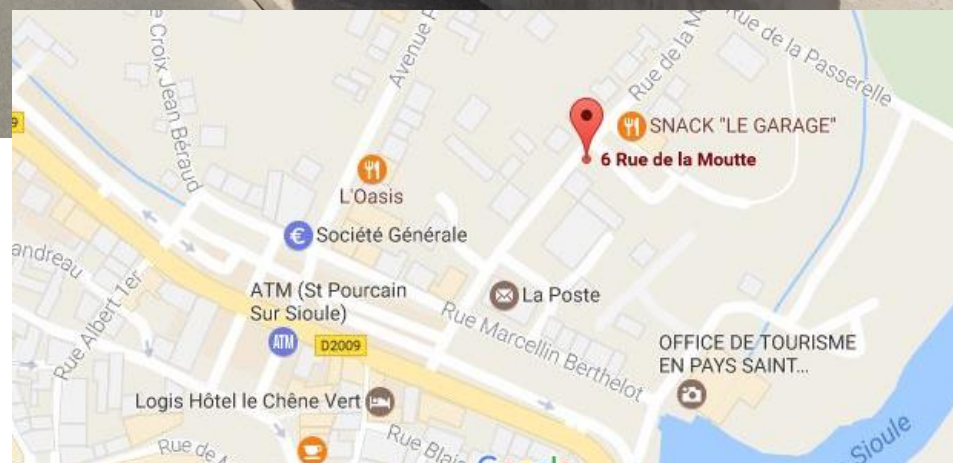 e Croix Jean Béraud
Avenue
Rue de la
Rue de la Passerelle
9
SNACK "LE GARAGE"
6 Rue de la Moutte
L'Oasis
€ Société Générale
andreau
Rue Albert-1er
ATM (St Pourcain
Sur Sioule)
ATM
D2009
La Poste
Rue Marcellin Berthelot
OFFICE DE TOURISME
EN PAYS SAINT...
Logis Hôtel le Chêne Vert
Rue de
Rue Blai
Sioule